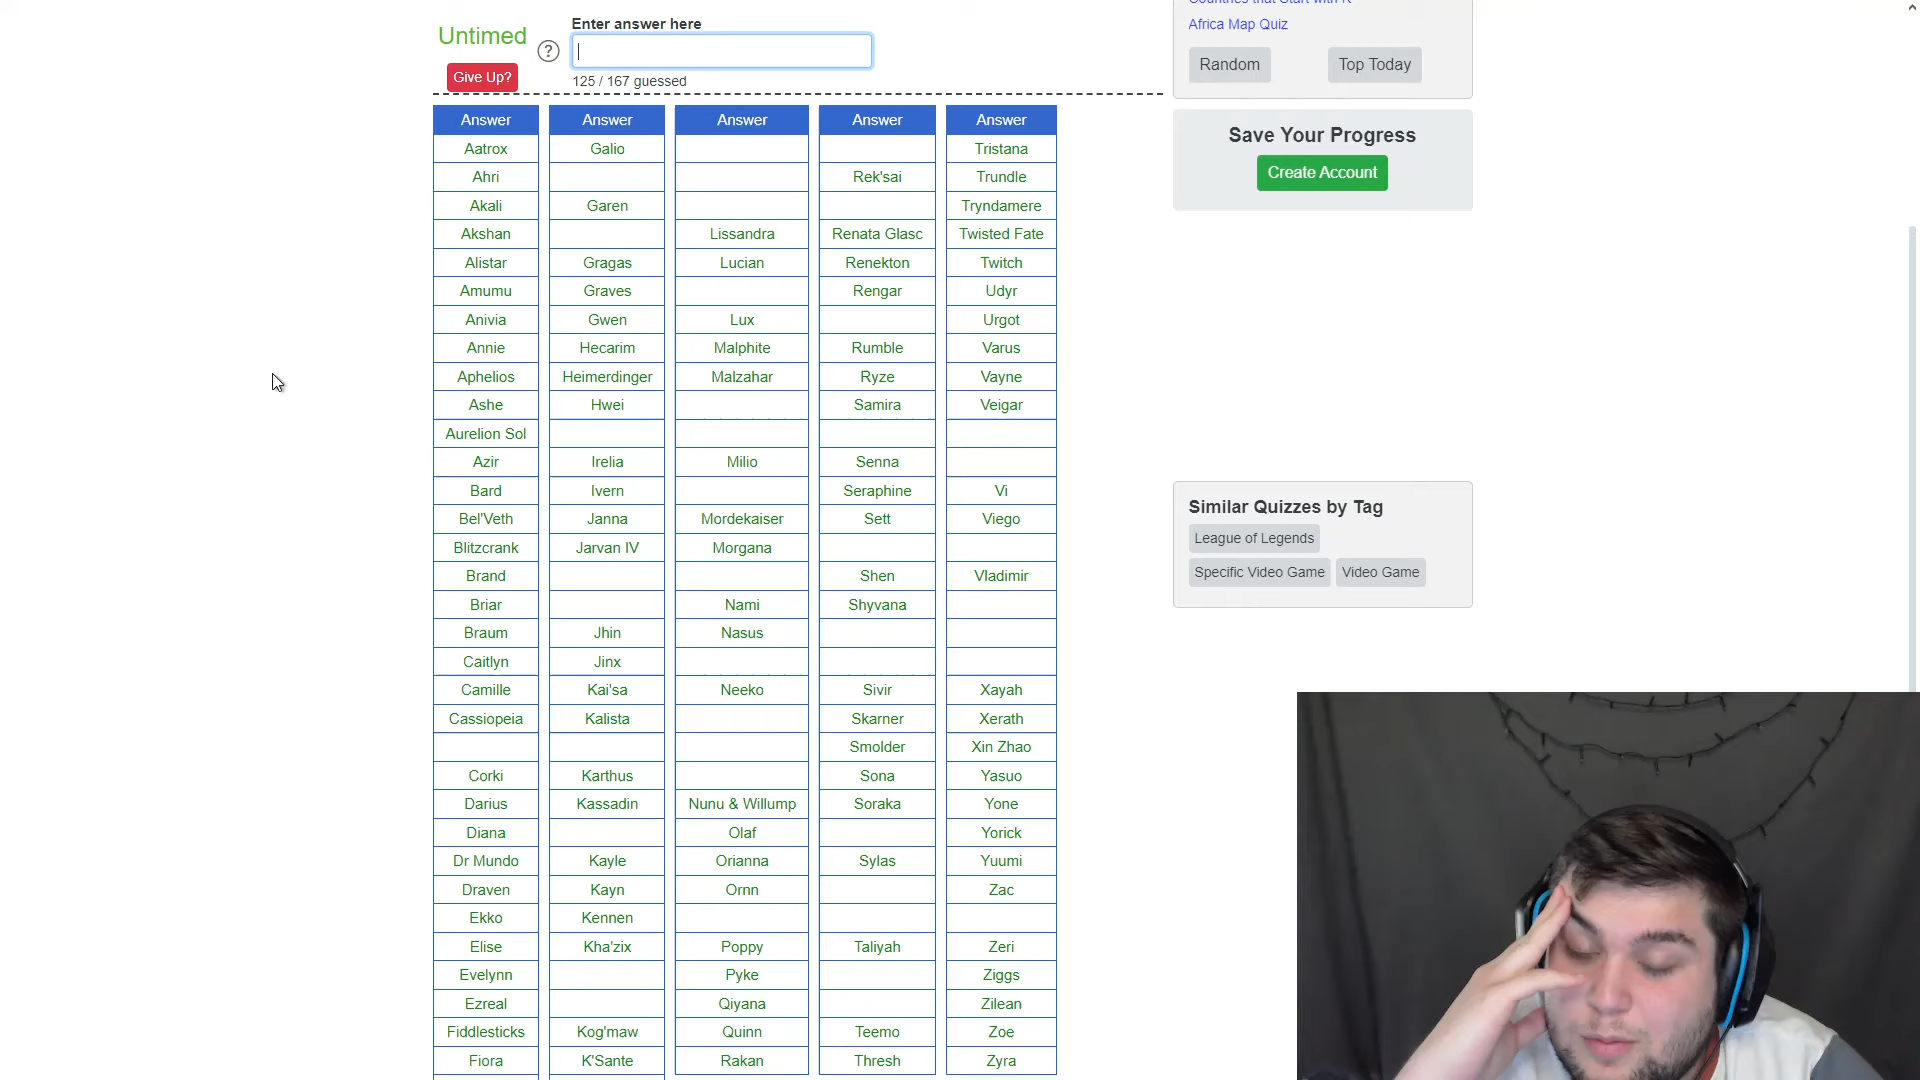 Untimed
?
Enter answer here
Give Up?
125 / 167 guessed
Africa Map Quiz
Random
Top Today
Save Your Progress
Create Account
Similar Quizzes by Tag
League of Legends
Specific Video Game
Video Game
Answer
Aatrox
Ahri
Akali
Akshan
Alistar
Amumu
Anivia
Annie
Aphelios
Ashe
Aurelion Sol
Azir
Bard
Bel'Veth
Blitzcrank
Brand
Briar
Braum
Caitlyn
Camille
Cassiopeia
Corki
Darius
Diana
Dr Mundo
Draven
Ekko
Elise
Evelynn
Ezreal
Fiddlesticks
Fiora
Answer
Galio
Garen
Gragas
Graves
Gwen
Hecarim
Heimerdinger
Hwei
Irelia
Ivern
Janna
Jarvan IV
Jhin
Jinx
Kai'sa
Kalista
Karthus
Kassadin
Kayle
Kayn
Kennen
Kha'zix
Kog'maw
K'Sante
Answer
Lissandra
Lucian
Lux
Malphite
Malzahar
Milio
Mordekaiser
Morgana
Nami
Nasus
Neeko
Nunu & Willump
Olaf
Orianna
Ornn
Poppy
Pyke
Qiyana
Quinn
Rakan
Answer
Rek'sai
Renata Glasc
Renekton
Rengar
Rumble
Ryze
Samira
Senna
Seraphine
Sett
Shen
Shyvana
Sivir
Skarner
Smolder
Sona
Soraka
Sylas
Taliyah
Teemo
Thresh
Answer
Tristana
Trundle
Tryndamere
Twisted Fate
Twitch
Udyr
Urgot
Varus
Vayne
Veigar
Vi
Viego
Vladimir
Xayah
Xerath
Xin Zhao
Yasuo
Yone
Yorick
Yuumi
Zac
Zeri
Ziggs
Zilean
Zoe
Zyra